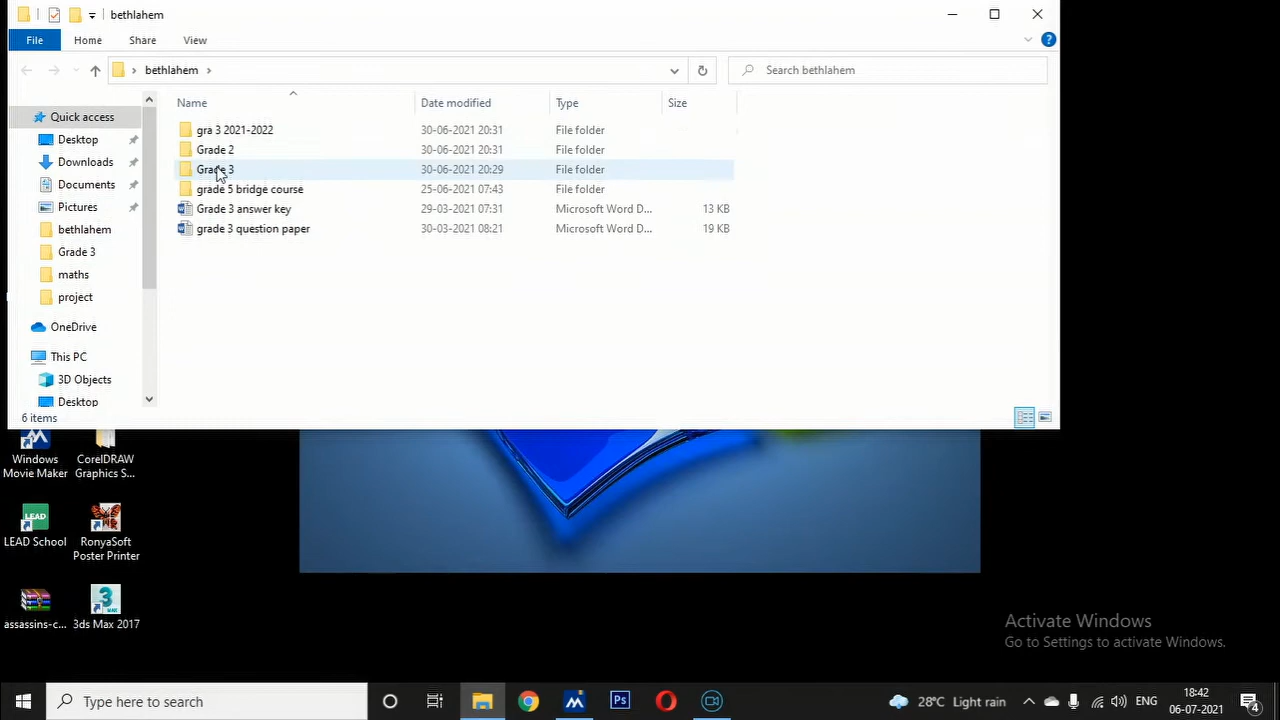 bethlahem
File Home Share View
bethlahem
Search bethlahem
Name Date modified Type Size
Quick access
Desktop
Downloads
Documents
Pictures
bethlahem
Grade 3
maths
project
OneDrive
This PC
3D Objects
Desktop
gra 3 2021-2022 30-06-2021 20:31 File folder
Grade 2 30-06-2021 20:31 File folder
Grade 3 30-06-2021 20:29 File folder
grade 5 bridge course 25-06-2021 07:43 File folder
Grade 3 answer key 29-03-2021 07:31 Microsoft Word D... 13 KB
grade 3 question paper 30-03-2021 08:21 Microsoft Word D... 19 KB
6 items
Windows
Movie Maker
CorelDRAW
Graphics S...
LEAD
LEAD School
RonyaSoft
Poster Printer
assassins-c...
3
MAX
3ds Max 2017
Activate Windows
Go to Settings to activate Windows.
Type here to search
Ps
28°C Light rain
ENG
18:42
06-07-2021
4